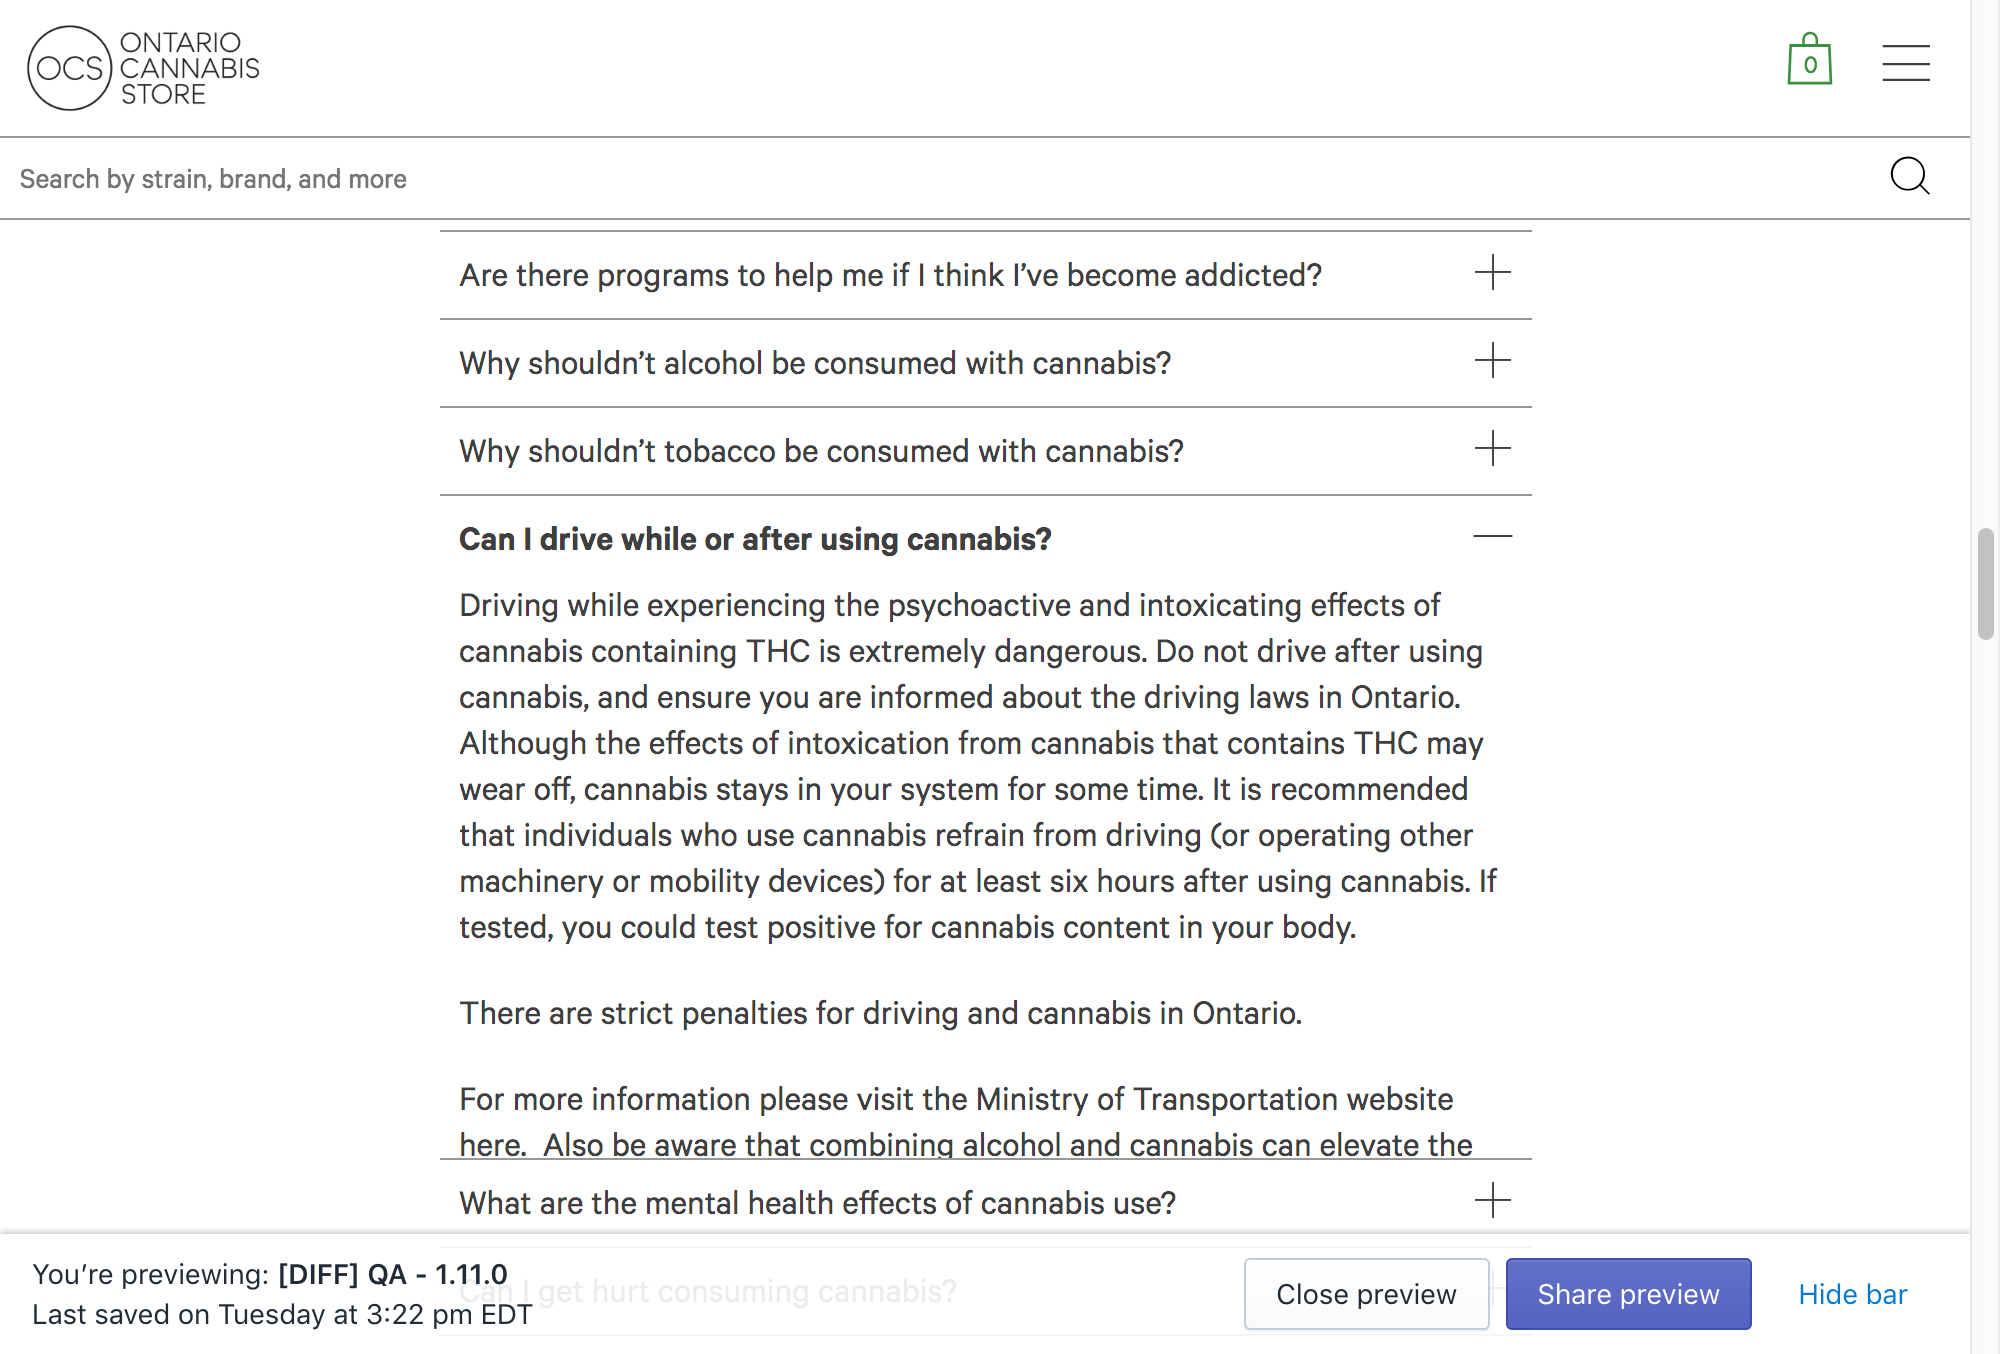 OCS
ONTARIO
CANNABIS
STORE
0
Search by strain, brand, and more
Are there programs to help me if I think I’ve become addicted?
Why shouldn’t alcohol be consumed with cannabis?
Why shouldn’t tobacco be consumed with cannabis?
Can I drive while or after using cannabis?
Driving while experiencing the psychoactive and intoxicating effects of
cannabis containing THC is extremely dangerous. Do not drive after using
cannabis, and ensure you are informed about the driving laws in Ontario.
Although the effects of intoxication from cannabis that contains THC may
wear off, cannabis stays in your system for some time. It is recommended
that individuals who use cannabis refrain from driving (or operating other
machinery or mobility devices) for at least six hours after using cannabis. If
tested, you could test positive for cannabis content in your body.
There are strict penalties for driving and cannabis in Ontario.
For more information please visit the Ministry of Transportation website
here.  Also be aware that combining alcohol and cannabis can elevate the
What are the mental health effects of cannabis use?
Can I get hurt consuming cannabis?
You’re previewing: [DIFF] QA - 1.11.0
Last saved on Tuesday at 3:22 pm EDT
Close preview
Share preview
Hide bar